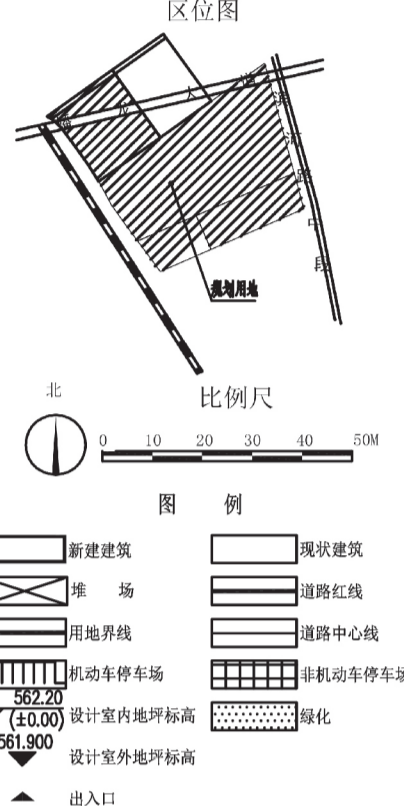 区位图
大道
滨河路中段
规划用地
北
比例尺
0 10 20 30 40 50M
图 例
新建建筑
现状建筑
堆 场
道路红线
用地界线
道路中心线
机动车停车场
非机动车停车场
562.20
(±0.00)
设计室内地坪标高
绿化
561.900
设计室外地坪标高
出入口